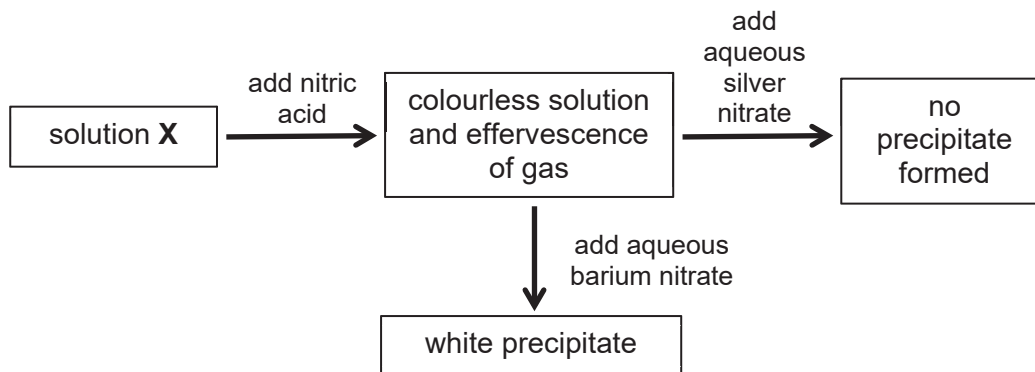 solution X
add nitric
acid
colourless solution
and effervescence
of gas
add
aqueous
silver
nitrate
no
precipitate
formed
add aqueous
barium nitrate
white precipitate